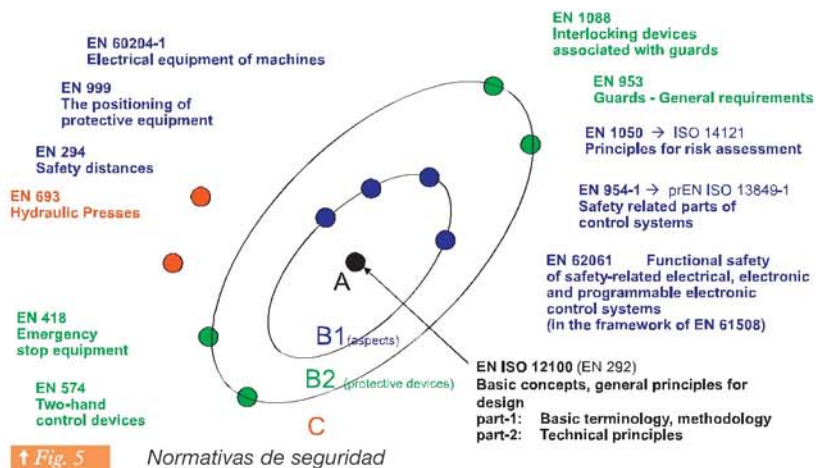 EN 60204-1
Electrical equipment of machines
EN 999
The positioning of
protective equipment
EN 294
Safety distances
EN 693
Hydraulic Presses
EN 418
Emergency
stop equipment
EN 574
Two-hand
control devices
A
B1 (aspects)
B2 (protective devices)
C
EN 1088
Interlocking devices
associated with guards
EN 953
Guards - General requirements
EN 1050 → ISO 14121
Principles for risk assessment
EN 954-1 → prEN ISO 13849-1
Safety related parts of
control systems
EN 62061 Functional safety
of safety-related electrical, electronic
and programmable electronic
control systems
(in the framework of EN 61508)
EN ISO 12100 (EN 292)
Basic concepts, general principles for
design
part-1: Basic terminology, methodology
part-2: Technical principles
↑ Fig. 5 Normativas de seguridad